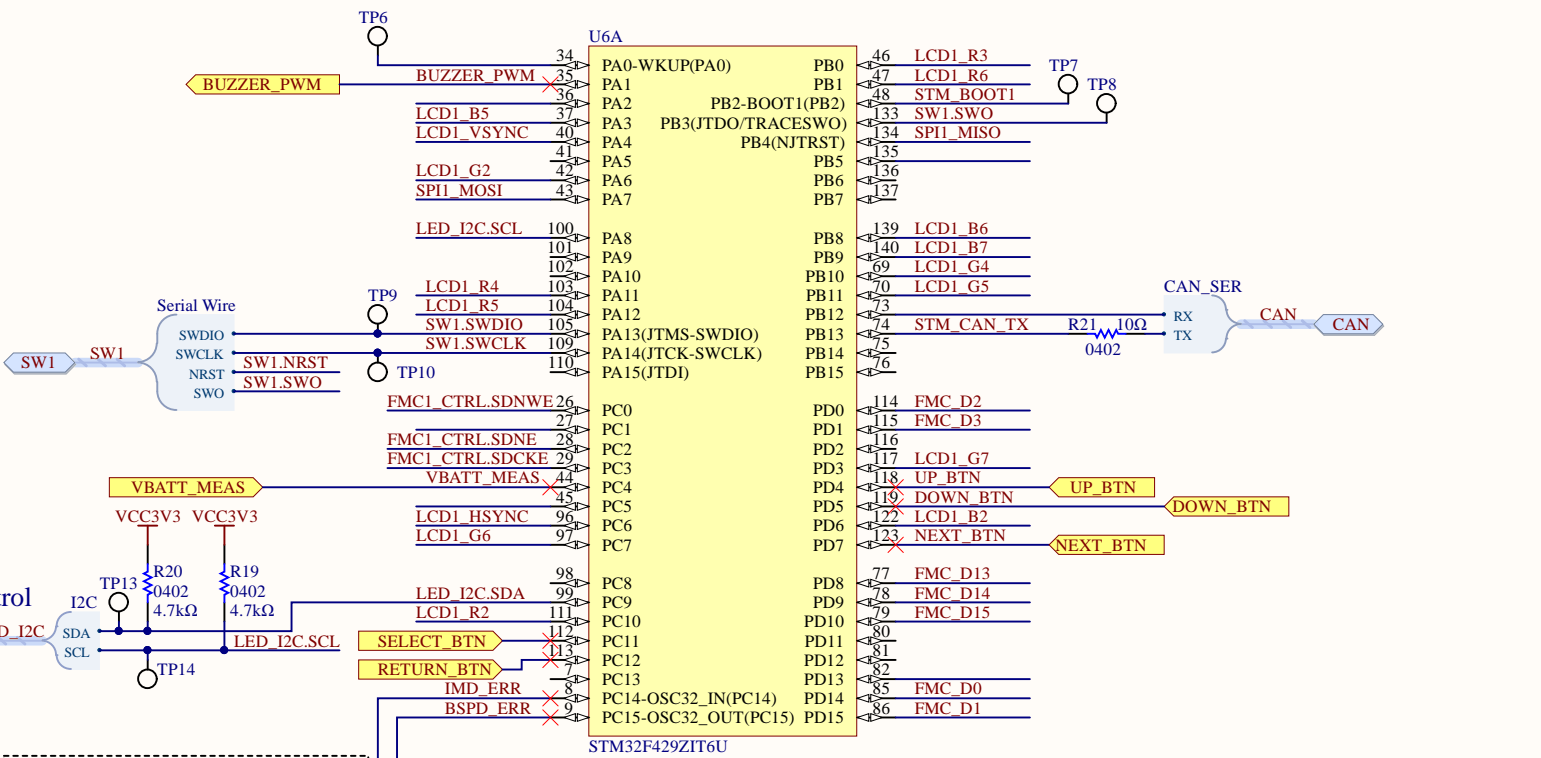 TP6
U6A
34 PA0-WKUP(PA0)
BUZZER_PWM BUZZER_PWM 35 PA1
36 PA2
LCD1_B5 37 PA3
LCD1_VSYNC 40 PA4
41 PA5
LCD1_G2 42 PA6
SPI1_MOSI 43 PA7
LED_I2C.SCL 100 PA8
101 PA9
102 PA10
LCD1_R4 103 PA11
LCD1_R5 104 PA12
SW1.SWDIO 105 PA13(JTMS-SWDIO)
SW1.SWCLK 109 PA14(JTCK-SWCLK)
110 PA15(JTDI)
TP9
TP10
Serial Wire
SWDIO
SWCLK
NRST SW1.NRST
SWO SW1.SWO
SW1 SW1
FMC1_CTRL.SDNWE 26 PC0
27 PC1
FMC1_CTRL.SDNE 28 PC2
FMC1_CTRL.SDCKE 29 PC3
VBATT_MEAS VBATT_MEAS 44 PC4
45 PC5
LCD1_HSYNC 96 PC6
LCD1_G6 97 PC7
98 PC8
LED_I2C.SDA 99 PC9
LCD1_R2 111 PC10
SELECT_BTN 112 PC11
RETURN_BTN 113 PC12
7 PC13
IMD_ERR 8 PC14-OSC32_IN(PC14)
BSPD_ERR 9 PC15-OSC32_OUT(PC15)
VCC3V3 VCC3V3
R20 R19
0402 0402
4.7kΩ 4.7kΩ
TP13
rol
I2C
D_I2C
SDA
SCL LED_I2C.SCL
TP14
PB0 46 LCD1_R3
PB1 47 LCD1_R6
PB2-BOOT1(PB2) 48 STM_BOOT1
PB3(JTDO/TRACESWO) 133 SW1.SWO
PB4(NJTRST) 134 SPI1_MISO
PB5 135
PB6 136
PB7 137
TP7
TP8
PB8 139 LCD1_B6
PB9 140 LCD1_B7
PB10 69 LCD1_G4
PB11 70 LCD1_G5
PB12 73
PB13 74 STM_CAN_TX
PB14 75
PB15 76
R21 10Ω
0402
CAN_SER
RX
TX
CAN CAN
PD0 114 FMC_D2
PD1 115 FMC_D3
PD2 116
PD3 117 LCD1_G7
PD4 118 UP_BTN UP_BTN
PD5 119 DOWN_BTN DOWN_BTN
PD6 122 LCD1_B2
PD7 123 NEXT_BTN NEXT_BTN
PD8 77 FMC_D13
PD9 78 FMC_D14
PD10 79 FMC_D15
PD11 80
PD12 81
PD13 82
PD14 85 FMC_D0
PD15 86 FMC_D1
STM32F429ZIT6U